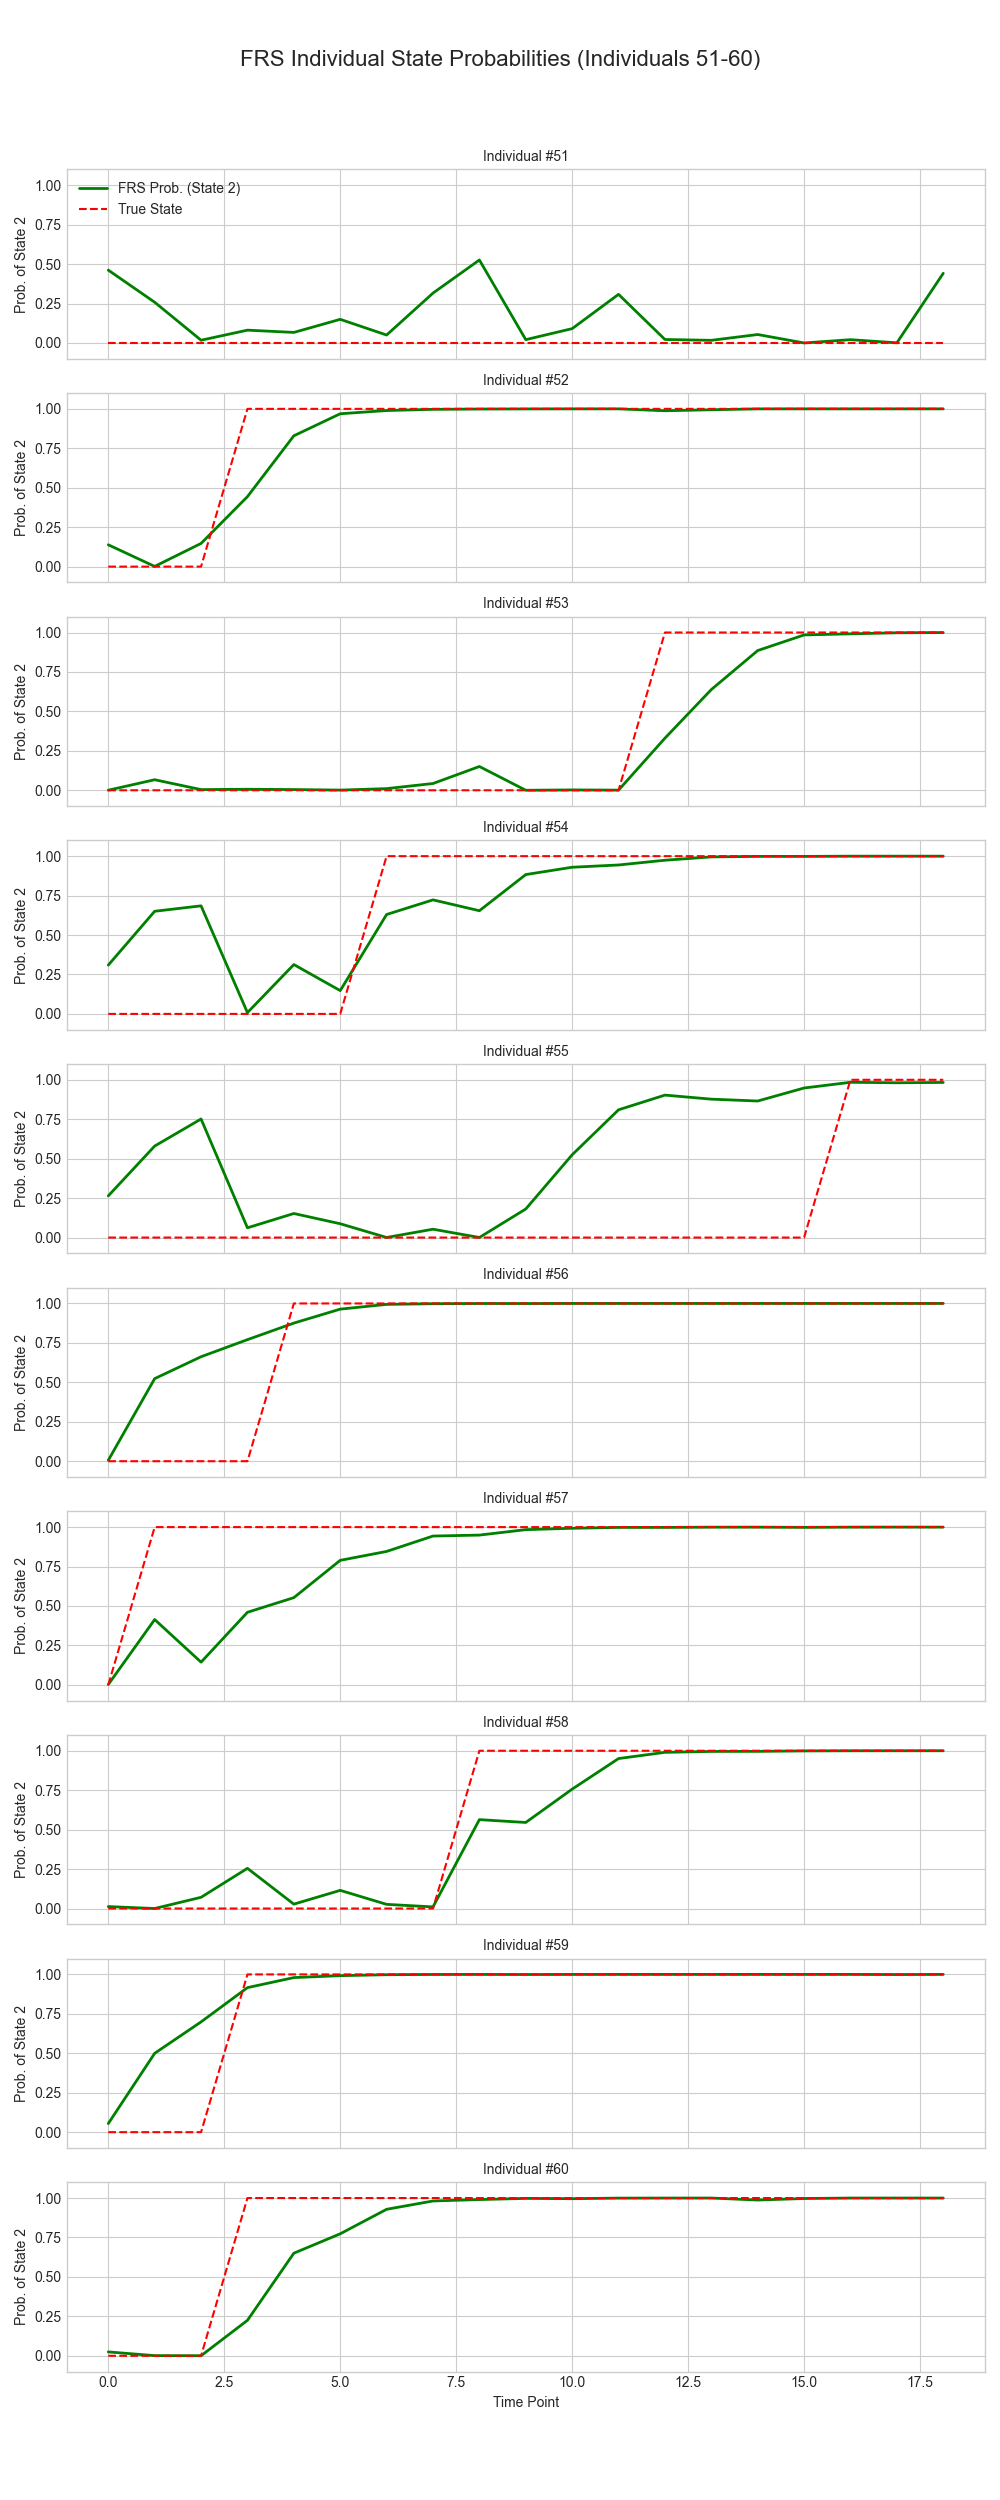 FRS Individual State Probabilities (Individuals 51-60)
Individual #51
FRS Prob. (State 2)
True State
Prob. of State 2
1.00
0.75
0.50
0.25
0.00
Individual #52
Prob. of State 2
1.00
0.75
0.50
0.25
0.00
Individual #53
Prob. of State 2
1.00
0.75
0.50
0.25
0.00
Individual #54
Prob. of State 2
1.00
0.75
0.50
0.25
0.00
Individual #55
Prob. of State 2
1.00
0.75
0.50
0.25
0.00
Individual #56
Prob. of State 2
1.00
0.75
0.50
0.25
0.00
Individual #57
Prob. of State 2
1.00
0.75
0.50
0.25
0.00
Individual #58
Prob. of State 2
1.00
0.75
0.50
0.25
0.00
Individual #59
Prob. of State 2
1.00
0.75
0.50
0.25
0.00
Individual #60
Prob. of State 2
1.00
0.75
0.50
0.25
0.00
0.0 2.5 5.0 7.5 10.0 12.5 15.0 17.5
Time Point